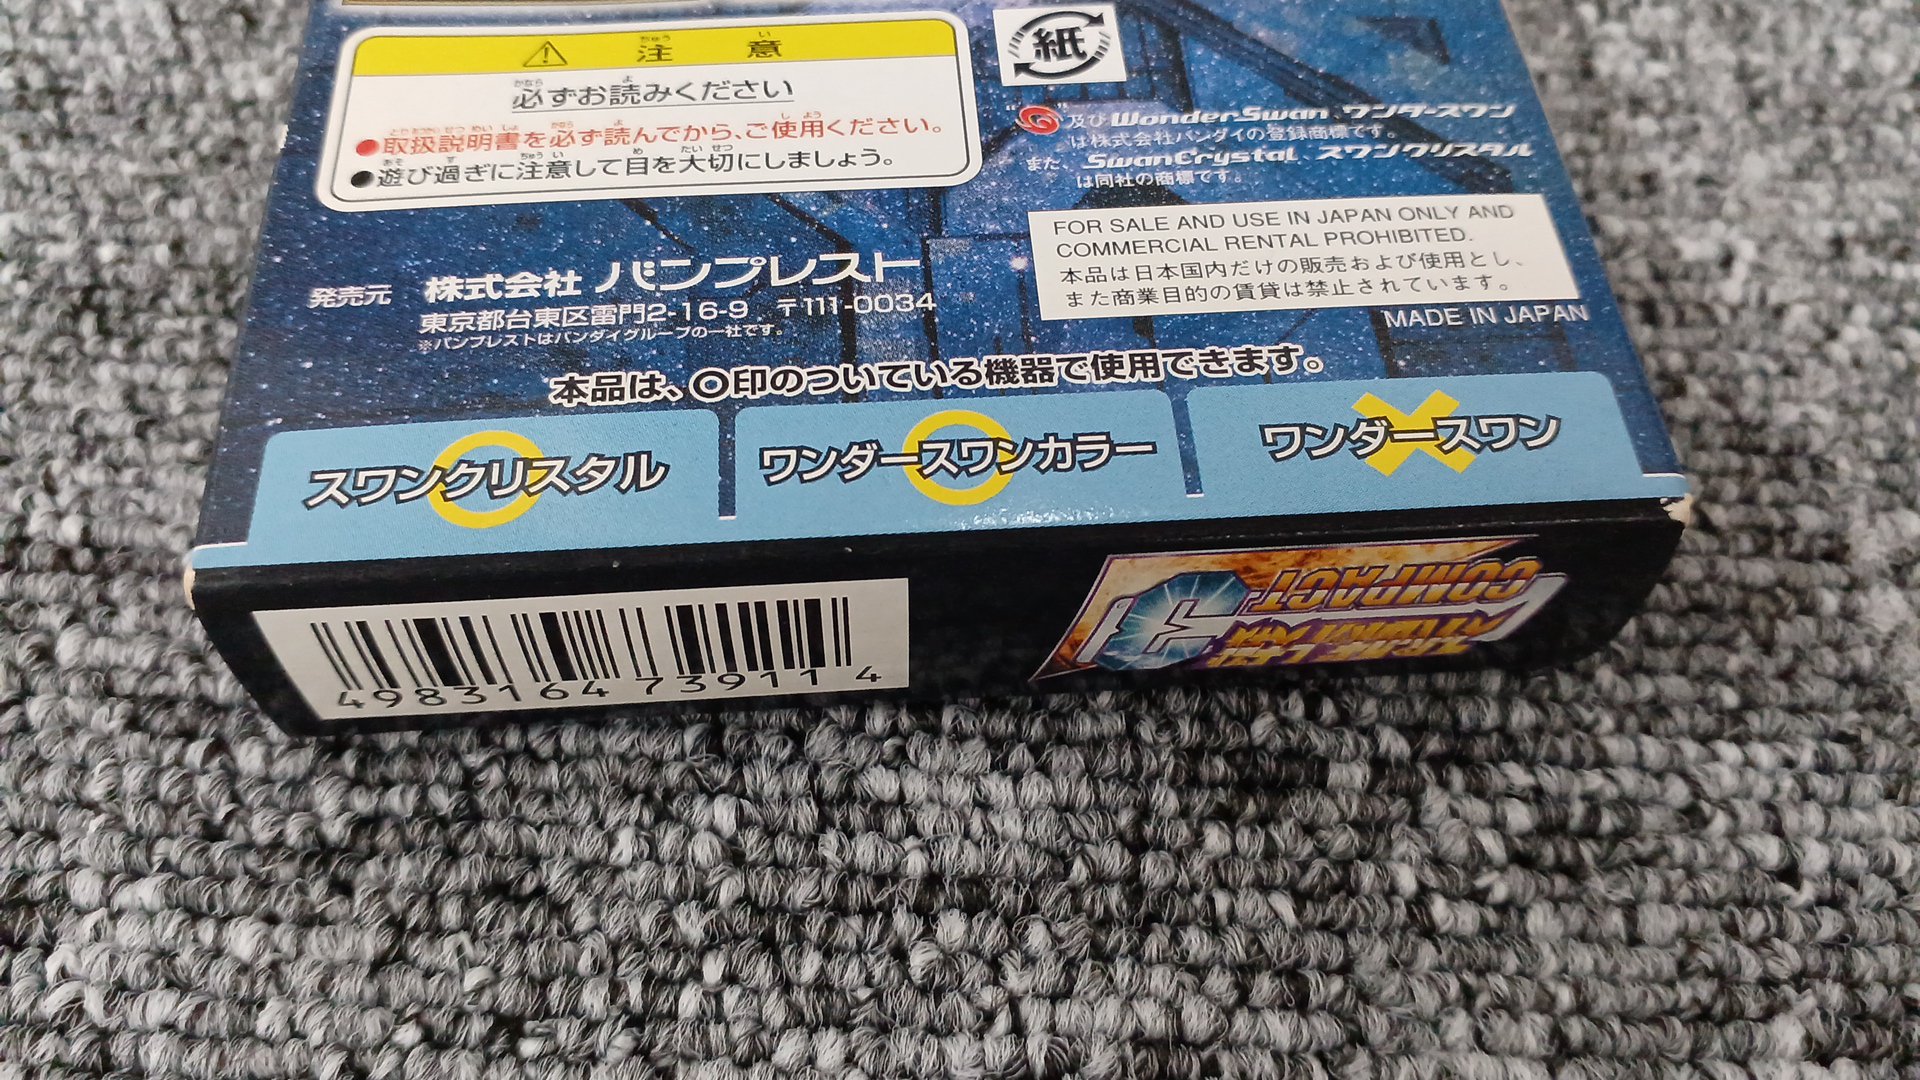 注意
必ずお読みください
●取扱説明書を必ず読んでから、ご使用ください。
●遊び過ぎに注意して目を大切にしましょう。
紙
及びWonderSwan、ワンダースワン
は株式会社バンダイの登録商標です。
また、SwanCrystal、スワンクリスタル
は同社の商標です。
FOR SALE AND USE IN JAPAN ONLY AND
COMMERCIAL RENTAL PROHIBITED.
本品は日本国内だけの販売および使用とし、
また商業目的の賃貸は禁止されています。
MADE IN JAPAN
発売元 株式会社 バンプレスト
東京都台東区雷門2-16-9 〒111-0034
※バンプレストはバンダイグループの一社です。
本品は、〇印のついている機器で使用できます。
スワンクリスタル
ワンダースワンカラー
ワンダースワン
4983164739114
COMPACT
3